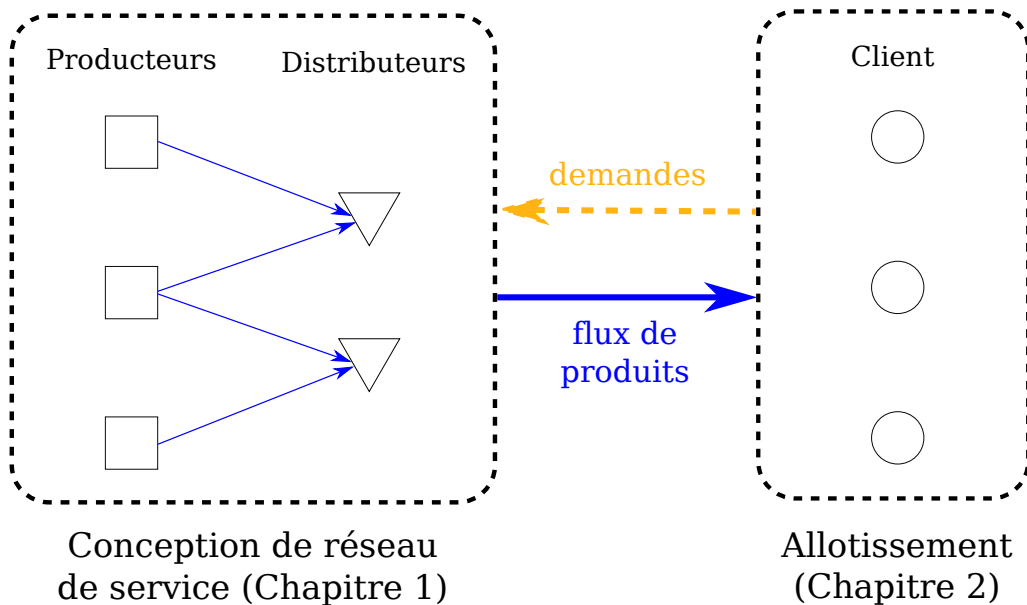 Producteurs
Distributeurs
Client
demandes
flux de
produits
Conception de réseau
de service (Chapitre 1)
Allotissement
(Chapitre 2)